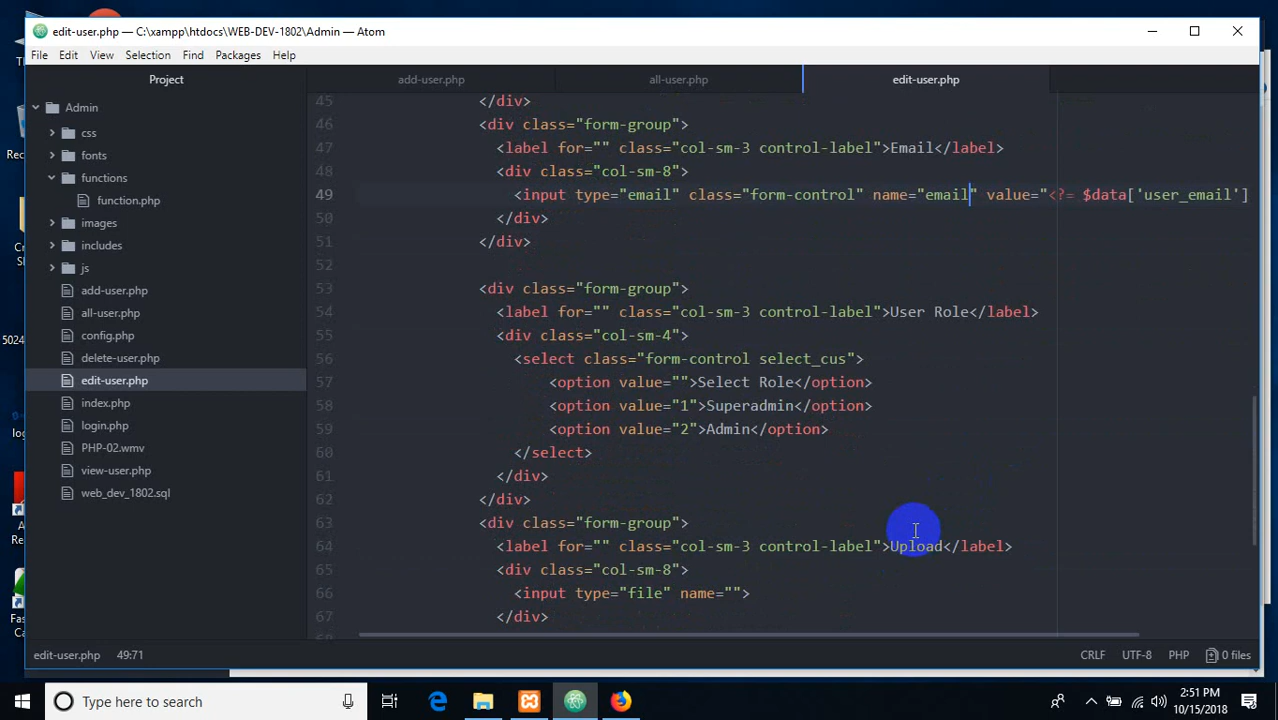 edit-user.php — C:\xampp\htdocs\WEB-DEV-1802\Admin — Atom
File Edit View Selection Find Packages Help
Project
add-user.php
all-user.php
edit-user.php
Admin
css
fonts
functions
function.php
images
includes
js
add-user.php
all-user.php
config.php
delete-user.php
edit-user.php
index.php
login.php
PHP-02.wmv
view-user.php
web_dev_1802.sql
45 </div>
46 <div class="form-group">
47 <label for="" class="col-sm-3 control-label">Email</label>
48 <div class="col-sm-8">
49 <input type="email" class="form-control" name="email" value="<?= $data['user_email']
50 </div>
51 </div>
52
53 <div class="form-group">
54 <label for="" class="col-sm-3 control-label">User Role</label>
55 <div class="col-sm-4">
56 <select class="form-control select_cus">
57 <option value="">Select Role</option>
58 <option value="1">Superadmin</option>
59 <option value="2">Admin</option>
60 </select>
61 </div>
62 </div>
63 <div class="form-group">
64 <label for="" class="col-sm-3 control-label">Upload</label>
65 <div class="col-sm-8">
66 <input type="file" name="">
67 </div>
edit-user.php 49:71
CRLF UTF-8 PHP 0 files
Type here to search
2:51 PM
10/15/2018